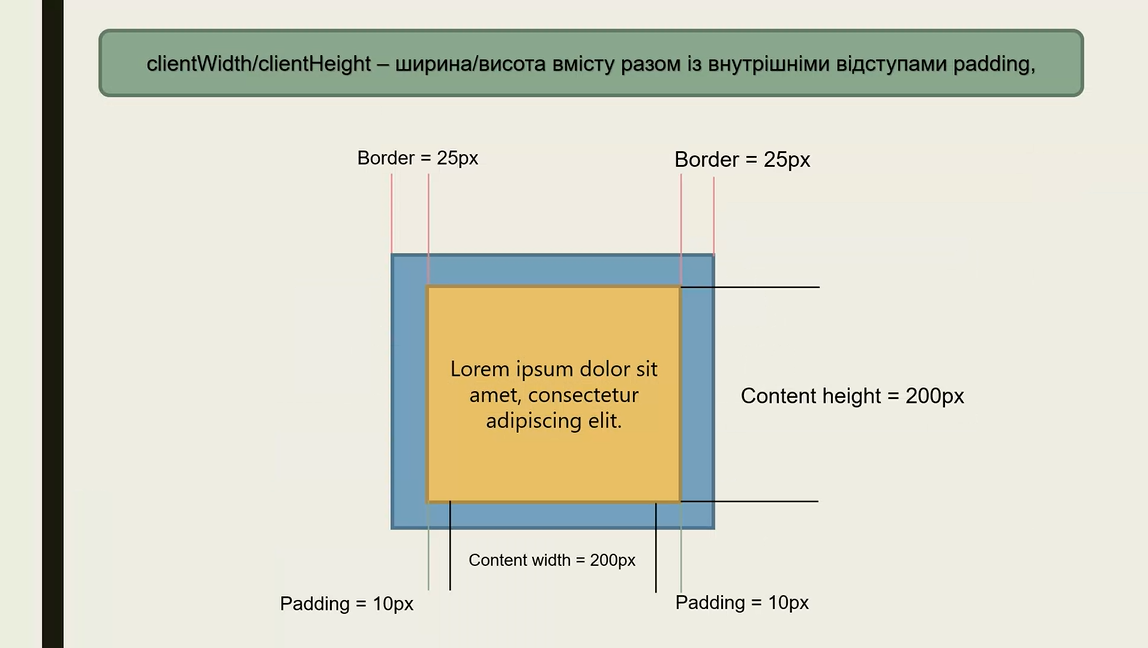 clientWidth/clientHeight – ширина/висота вмісту разом із внутрішніми відступами padding,
Border = 25px
Border = 25px
Lorem ipsum dolor sit
amet, consectetur
adipiscing elit.
Content height = 200px
Content width = 200px
Padding = 10px
Padding = 10px